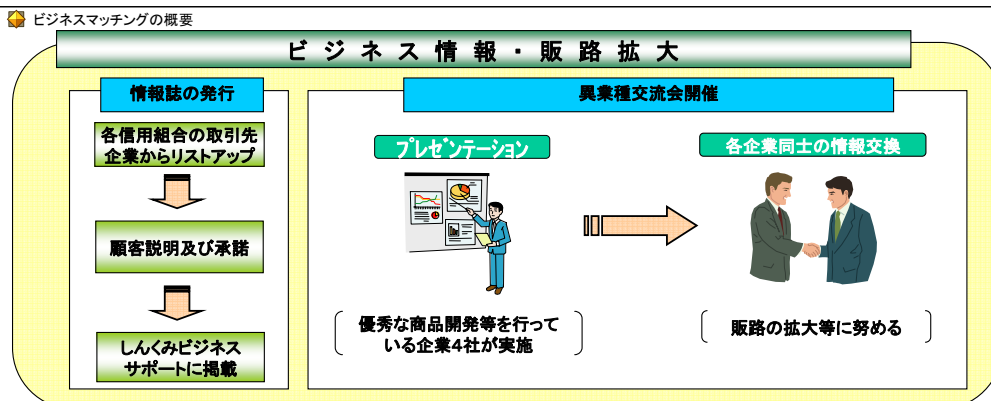 ビジネスマッチングの概要
ビジネス情報・販路拡大
情報誌の発行
各信用組合の取引先
企業からリストアップ
顧客説明及び承諾
しんくみビジネス
サポートに掲載
異業種交流会開催
プレゼンテーション
優秀な商品開発等を行って
いる企業4社が実施
各企業同士の情報交換
販路の拡大等に努める